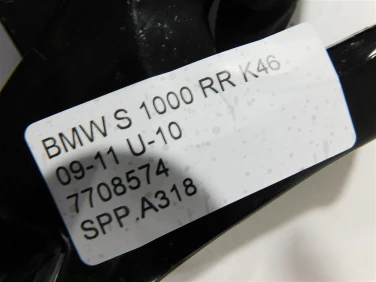 BMW S 1000 RR K46
09-11 U-10
7708574
SPP.A318